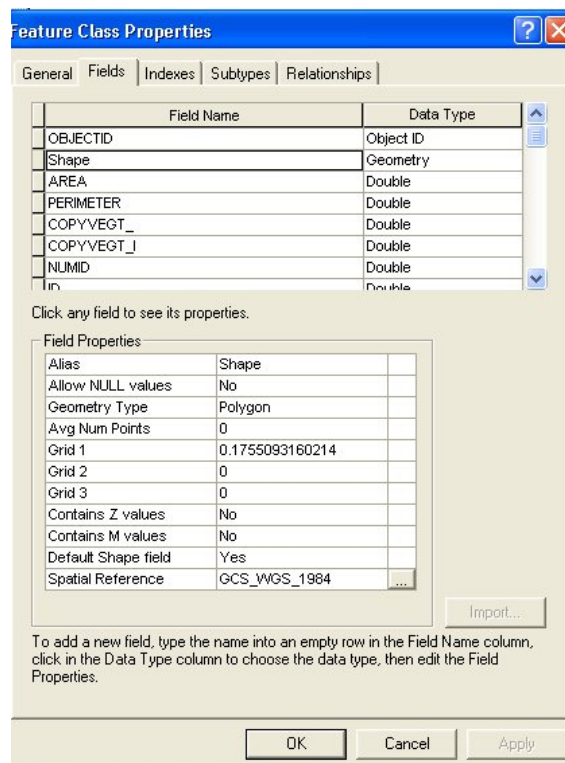 Feature Class Properties
General Fields Indexes Subtypes Relationships
Field Name Data Type
OBJECTID Object ID
Shape Geometry
AREA Double
PERIMETER Double
COPYVEGT_ Double
COPYVEGT_I Double
NUMID Double
ID Double
Click any field to see its properties.
Field Properties
Alias Shape
Allow NULL values No
Geometry Type Polygon
Avg Num Points 0
Grid 1 0.1755093160214
Grid 2 0
Grid 3 0
Contains Z values No
Contains M values No
Default Shape field Yes
Spatial Reference GCS_WGS_1984 ...
Import...
To add a new field, type the name into an empty row in the Field Name column,
click in the Data Type column to choose the data type, then edit the Field
Properties.
OK Cancel Apply